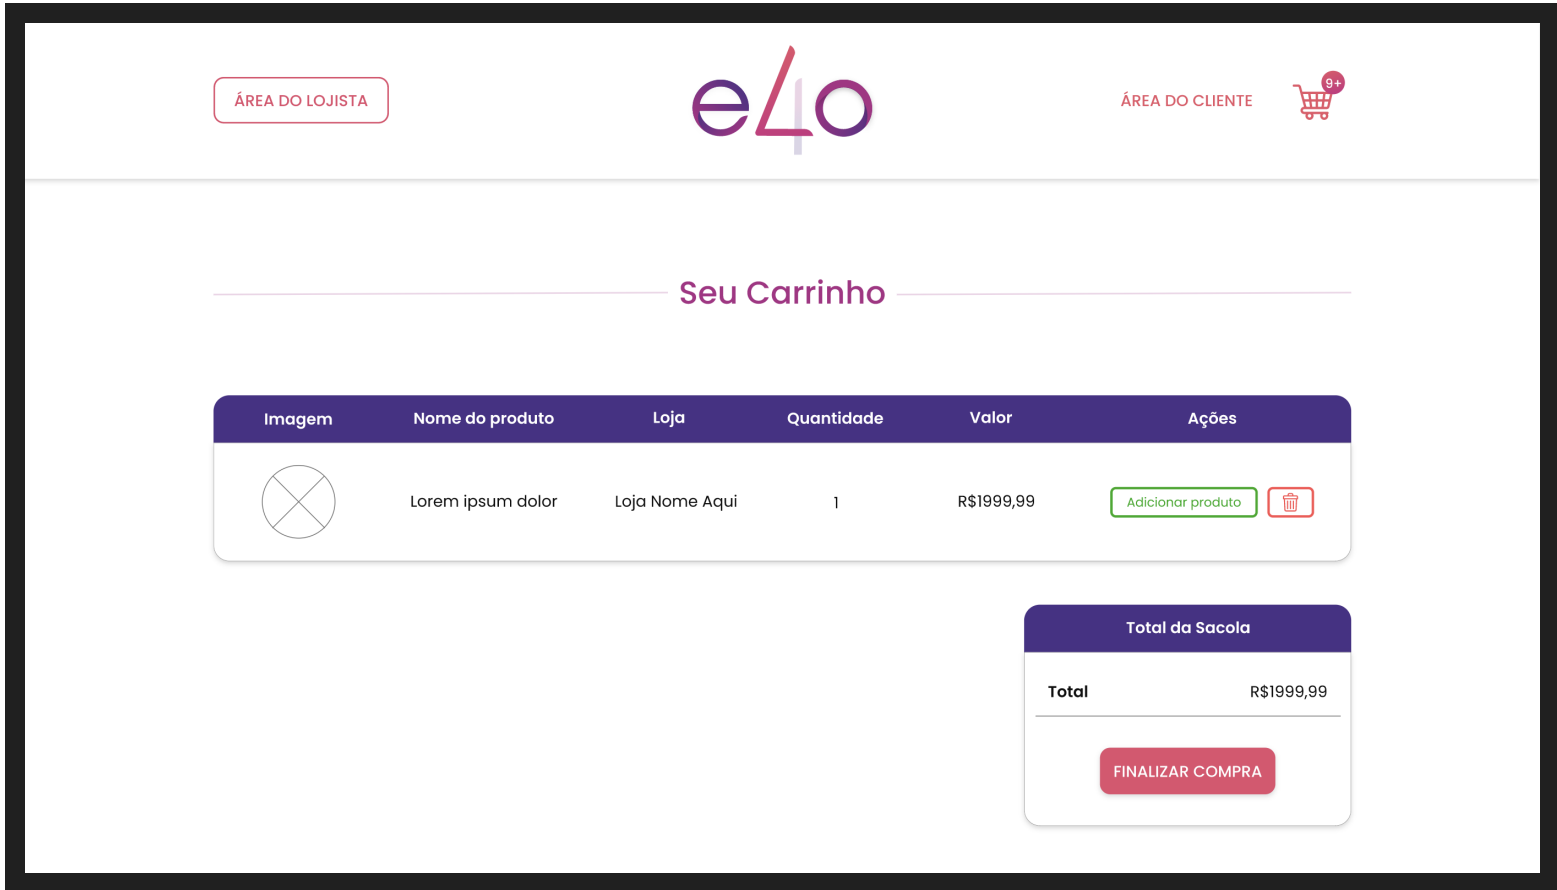 ÁREA DO LOJISTA
e4o
ÁREA DO CLIENTE
9+
Seu Carrinho
Imagem Nome do produto Loja Quantidade Valor Ações
Lorem ipsum dolor Loja Nome Aqui 1 R$1999,99 Adicionar produto
Total da Sacola
Total R$1999,99
FINALIZAR COMPRA